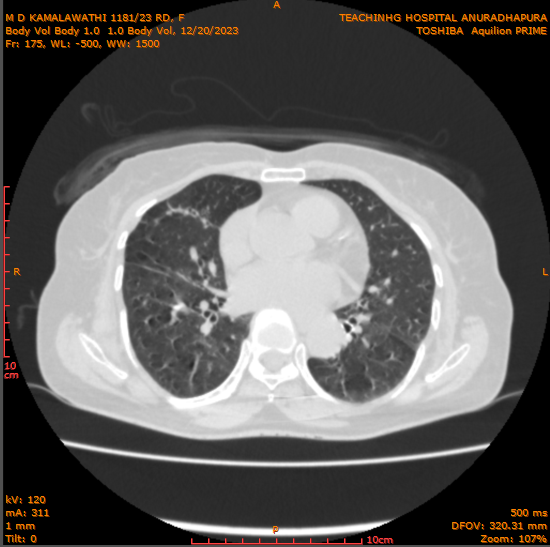 M D KAMALAWATHI 1181/23 RD, F
Body Vol Body 1.0 1.0 Body Vol, 12/20/2023
Fr: 175, WL: -500, WW: 1500
A
TEACHINHG HOSPITAL ANURADHAPURA
TOSHIBA Aquilion PRIME
R
L
10
cm
kV: 120
mA: 311
1 mm
Tilt: 0
P
10cm
500 ms
DFOV: 320.31 mm
Zoom: 107%